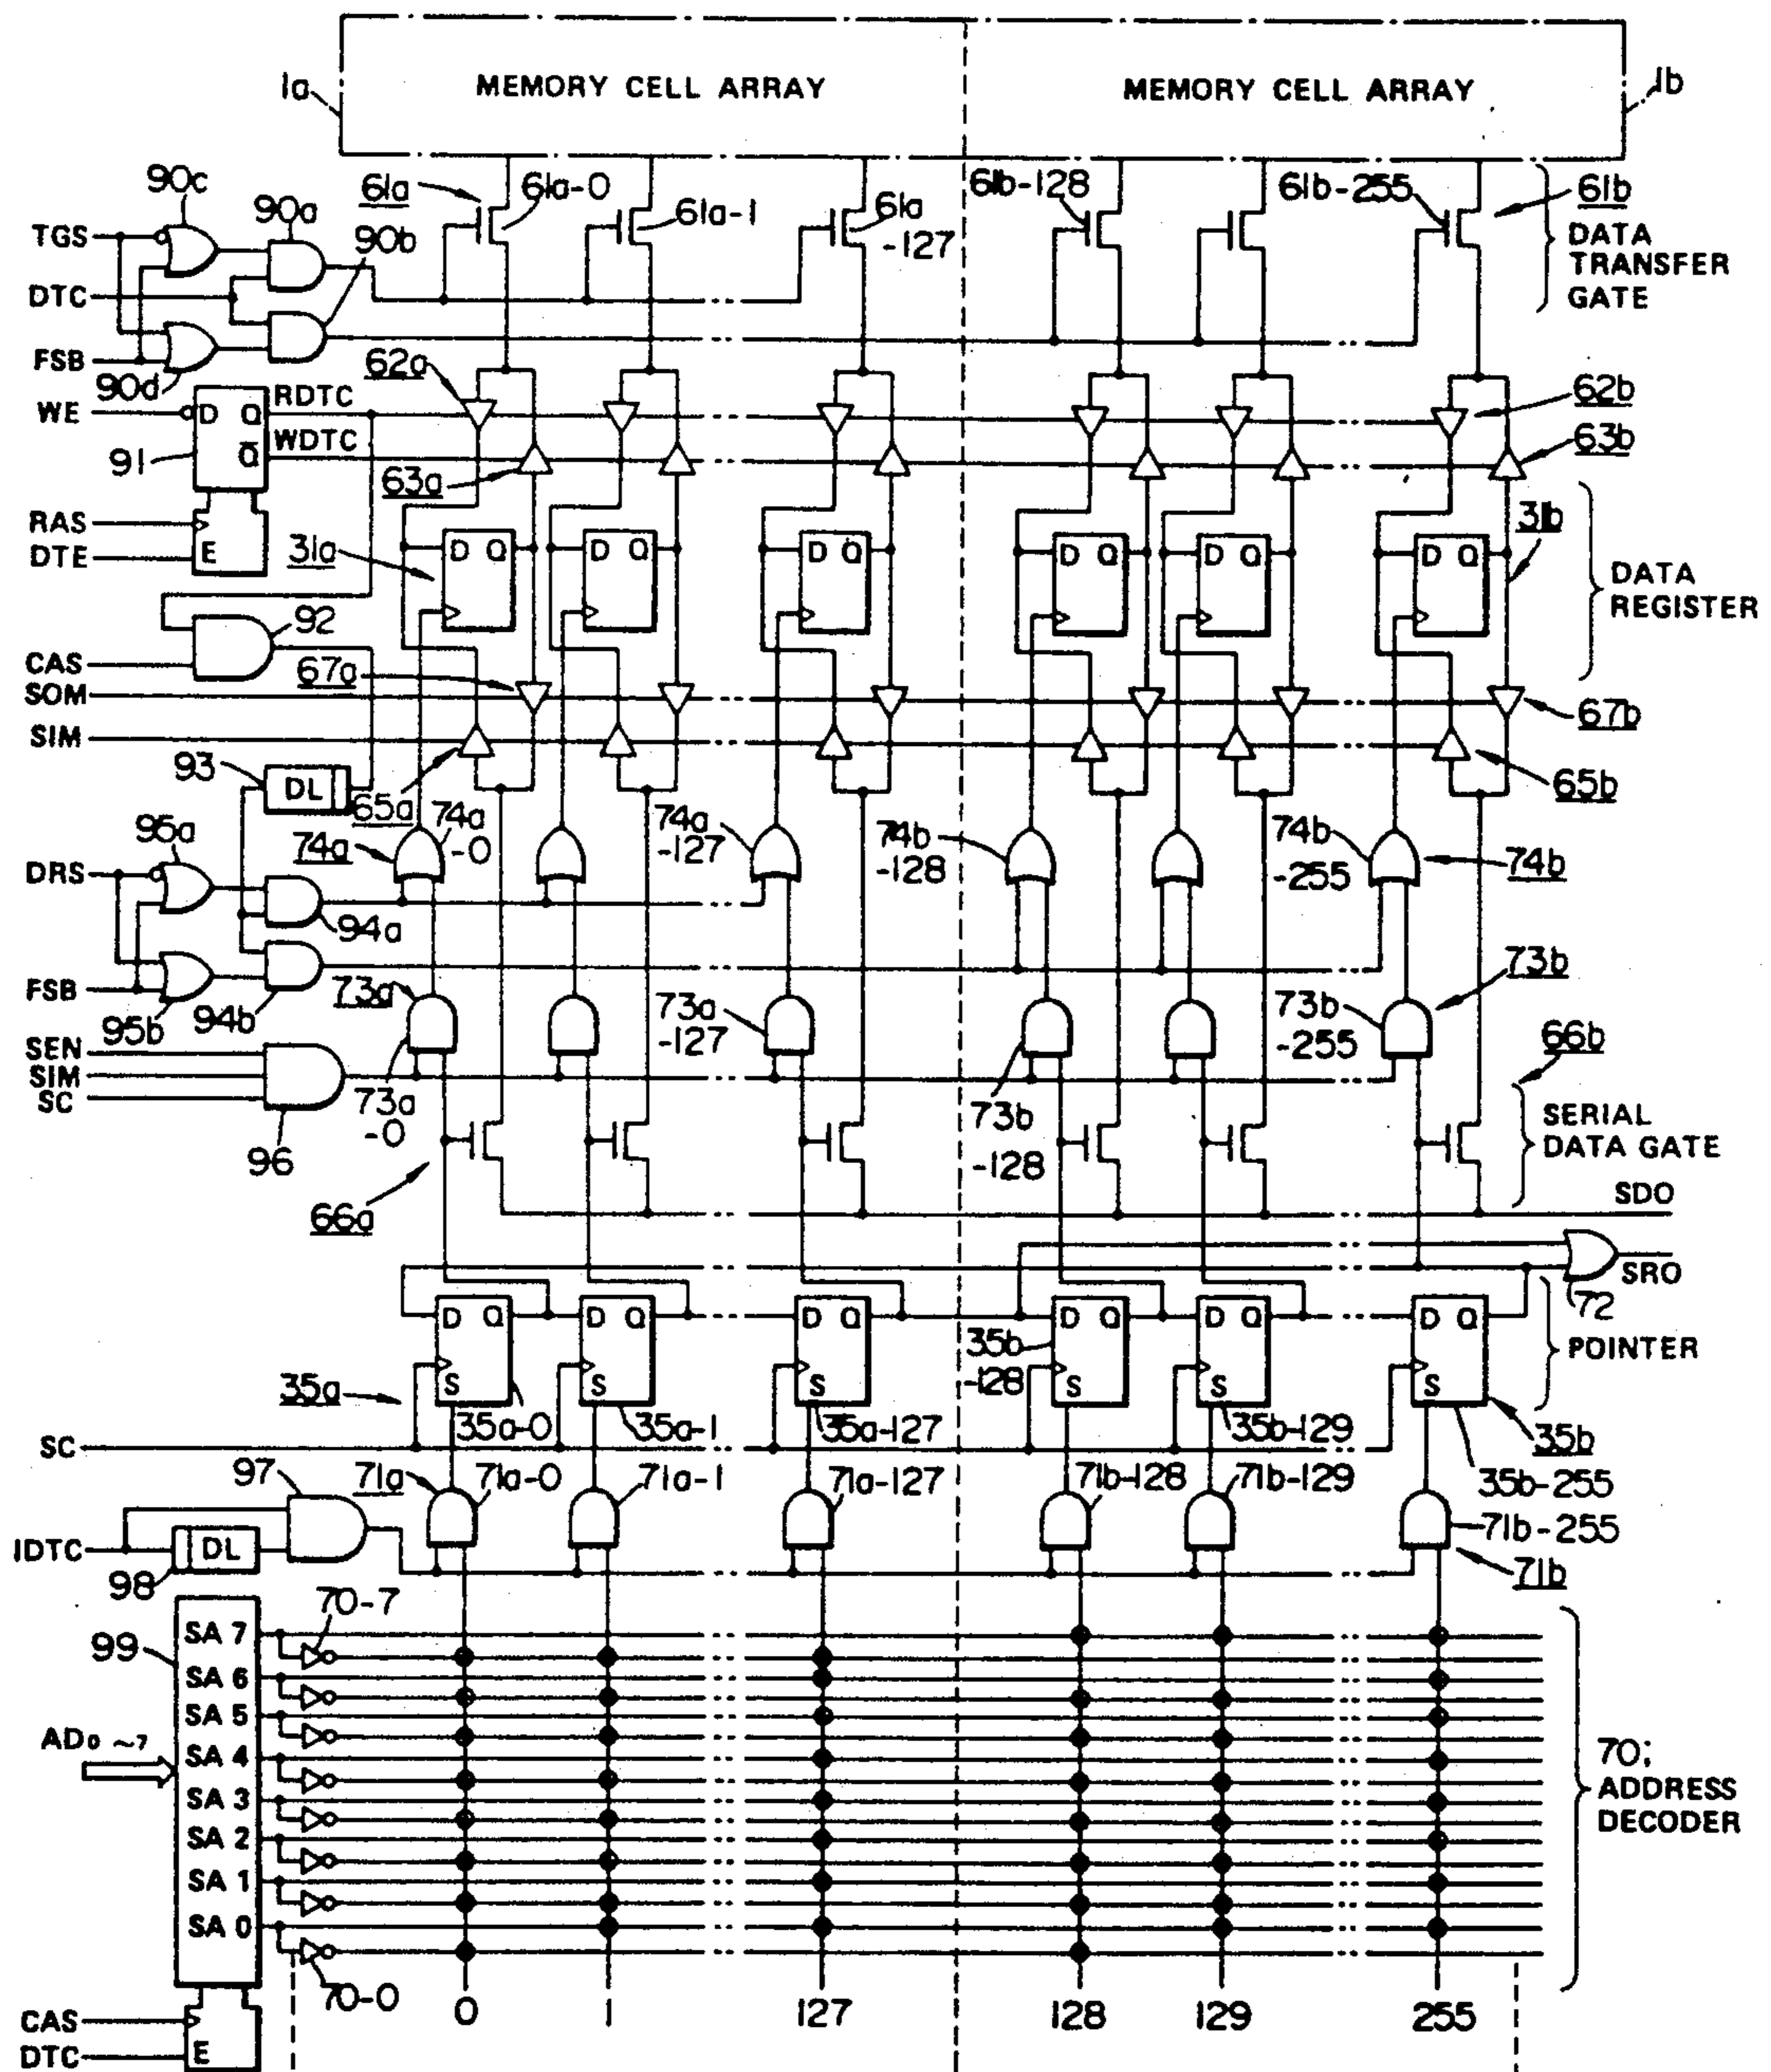 MEMORY CELL ARRAY
MEMORY CELL ARRAY
1a
1b
90c
90a
90b
61a
61a-0
61a-1
61a
-127
61b-128
61b-255
61b
DATA
TRANSFER
GATE
TGS
DTC
FSB
90d
62a
62b
WE
D Q
RDTC
WDTC
Q̅
91
63a
63b
RAS
DTE
E
31a
D Q
D Q
D Q
D Q
D Q
D Q
31b
DATA
REGISTER
92
CAS
67a
SOM
67b
SIM
93
DL
65a
65b
95a
74a
74a
-0
74a
-127
74b
-128
74b
-255
74b
DRS
94a
FSB
95b
94b
73a
73a
-127
73b
-255
73b
SEN
SIM
SC
73a
-0
73b
-128
66b
SERIAL
DATA GATE
96
66a
SDO
SRO
72
D Q
D Q
D Q
D Q
D Q
D Q
35b
-128
POINTER
S
S
S
S
S
S
35a
35a-0
35a-1
35a-127
35b-129
35b
SC
35b-255
97
71a
71a-0
71a-1
71a-127
71b-128
71b-129
71b-255
71b
IDTC
DL
98
70-7
99
SA 7
SA 6
SA 5
SA 4
SA 3
SA 2
SA 1
SA 0
AD0 ~7
70;
ADDRESS
DECODER
70-0
0
1
127
128
129
255
CAS
DTC
E